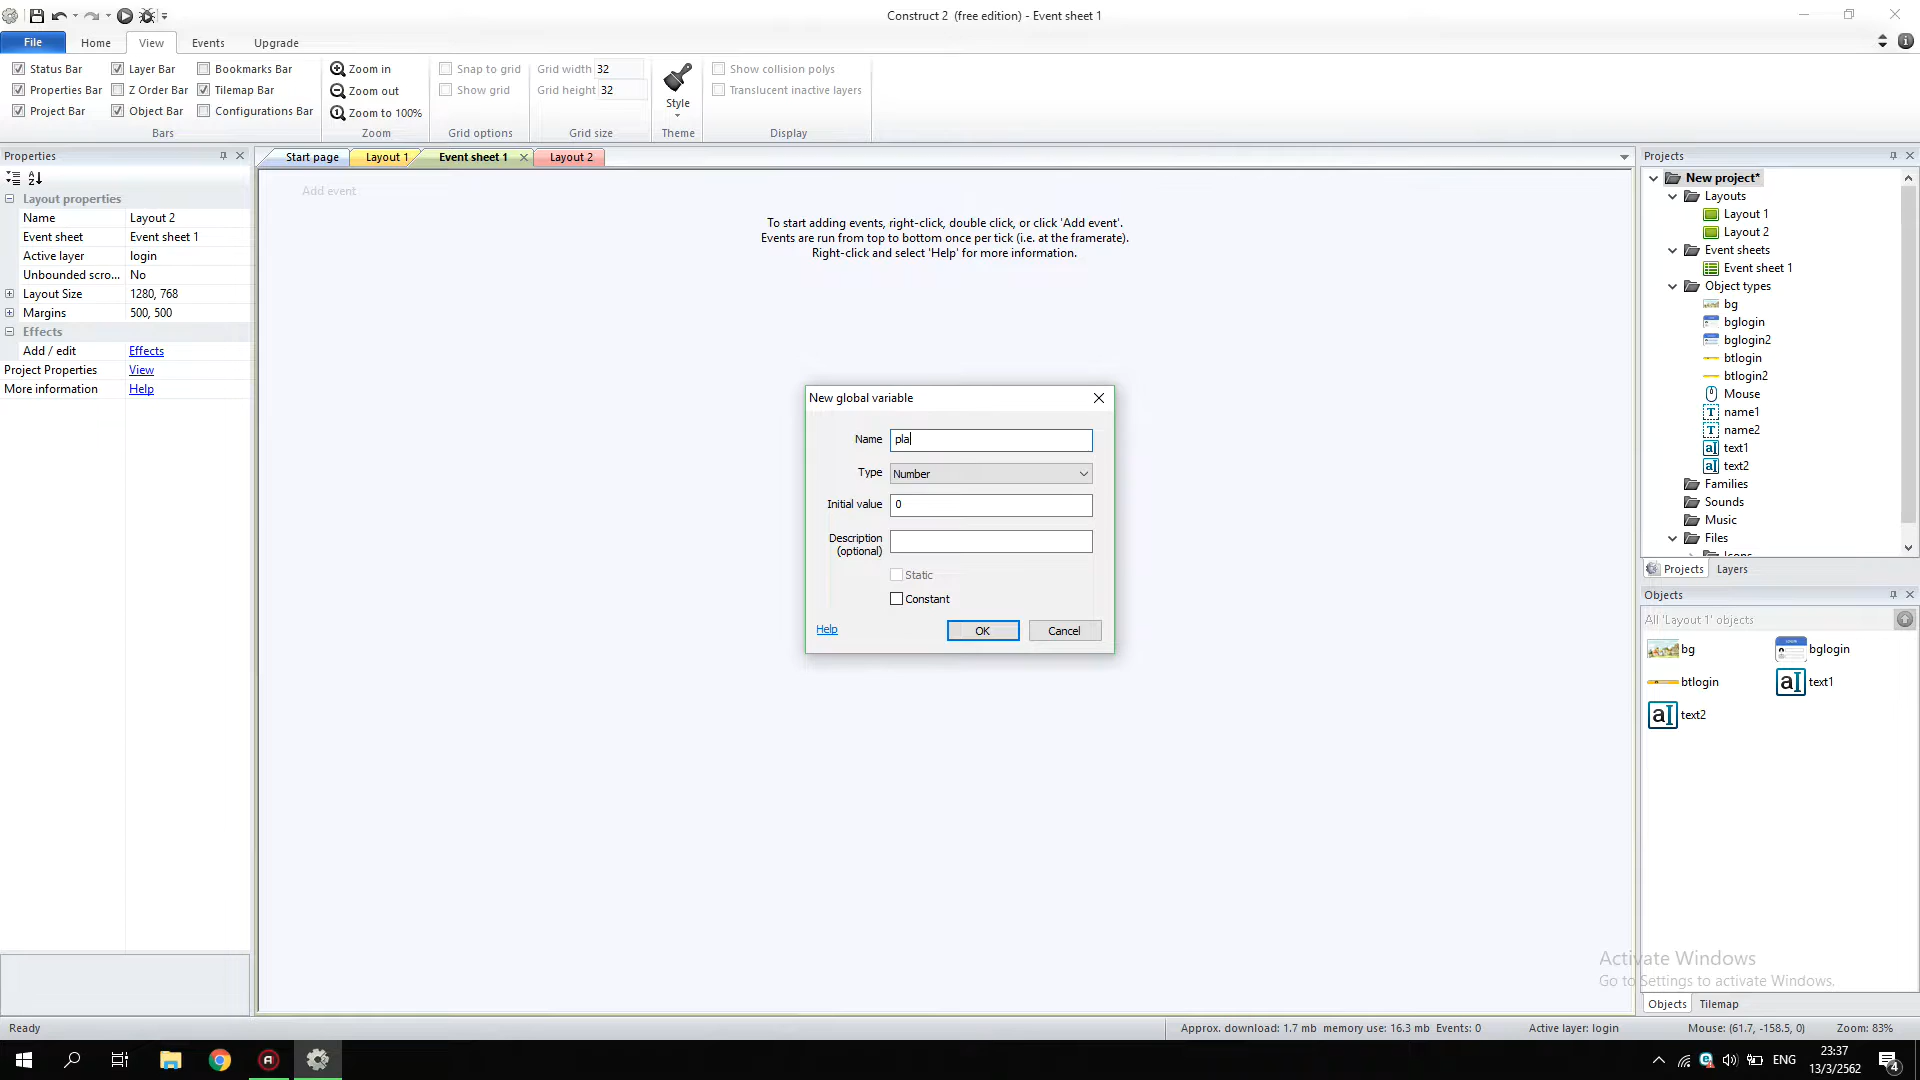 Construct 2 (free edition) - Event sheet 1
File
Home
View
Events
Upgrade
Status Bar
Layer Bar
Bookmarks Bar
Properties Bar
Z Order Bar
Tilemap Bar
Project Bar
Object Bar
Configurations Bar
Bars
Zoom in
Zoom out
Zoom to 100%
Zoom
Snap to grid
Show grid
Grid options
Grid width 32
Grid height 32
Grid size
Style
Theme
Show collision polys
Translucent inactive layers
Display
Properties
Layout properties
Name Layout 2
Event sheet Event sheet 1
Active layer login
Unbounded scro... No
Layout Size 1280, 768
Margins 500, 500
Effects
Add / edit Effects
Project Properties View
More information Help
Start page
Layout 1
Event sheet 1
Layout 2
Add event
To start adding events, right-click, double click, or click 'Add event'.
Events are run from top to bottom once per tick (i.e. at the framerate).
Right-click and select 'Help' for more information.
New global variable
Name pla
Type Number
Initial value 0
Description
(optional)
Static
Constant
Help
OK
Cancel
Projects
New project*
Layouts
Layout 1
Layout 2
Event sheets
Event sheet 1
Object types
bg
bglogin
bglogin2
btlogin
btlogin2
Mouse
name1
name2
text1
text2
Families
Sounds
Music
Files
Icons
Projects
Layers
Objects
All 'Layout 1' objects
bg
bglogin
btlogin
text1
text2
Activate Windows
Go to Settings to activate Windows.
Objects
Tilemap
Ready
Approx. download: 1.7 mb memory use: 16.3 mb Events: 0
Active layer: login
Mouse: (61.7, -158.5, 0)
Zoom: 83%
ENG
23:37
13/3/2562
4